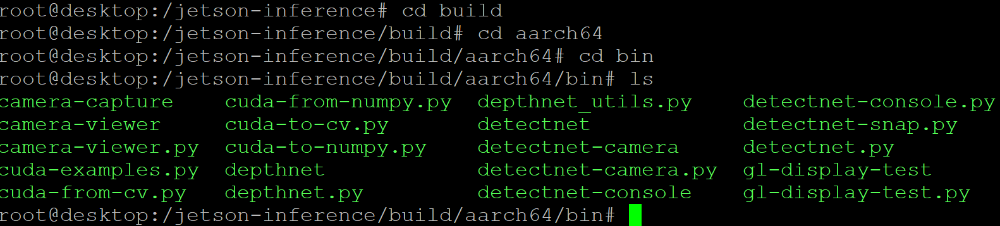 root@desktop:/jetson-inference# cd build
root@desktop:/jetson-inference/build# cd aarch64
root@desktop:/jetson-inference/build/aarch64# cd bin
root@desktop:/jetson-inference/build/aarch64/bin# ls
camera-capture    cuda-from-numpy.py  depthnet_utils.py    detectnet-console.py
camera-viewer     cuda-to-cv.py       detectnet            detectnet-snap.py
camera-viewer.py  cuda-to-numpy.py    detectnet-camera     detectnet.py
cuda-examples.py  depthnet            detectnet-camera.py  gl-display-test
cuda-from-cv.py   depthnet.py         detectnet-console    gl-display-test.py
root@desktop:/jetson-inference/build/aarch64/bin#